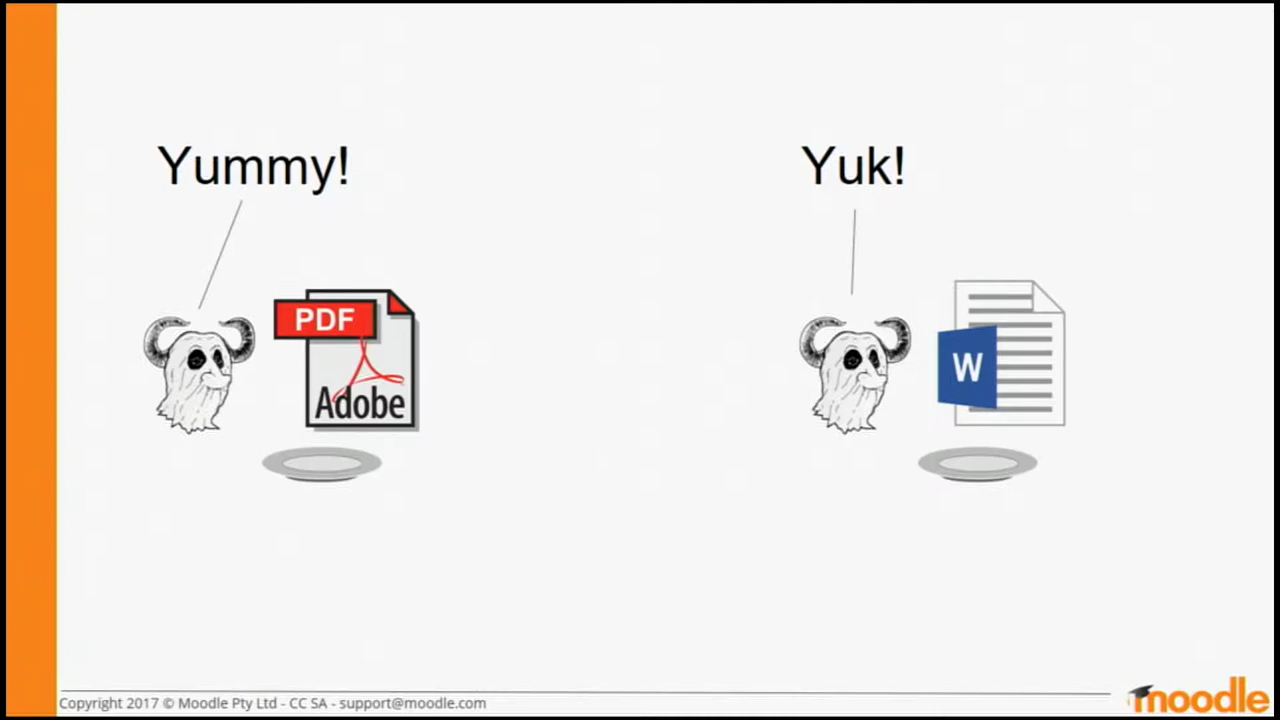 Yummy!
Yuk!
PDF
Adobe
W
Copyright 2017 © Moodle Pty Ltd - CC SA - support@moodle.com
moodle